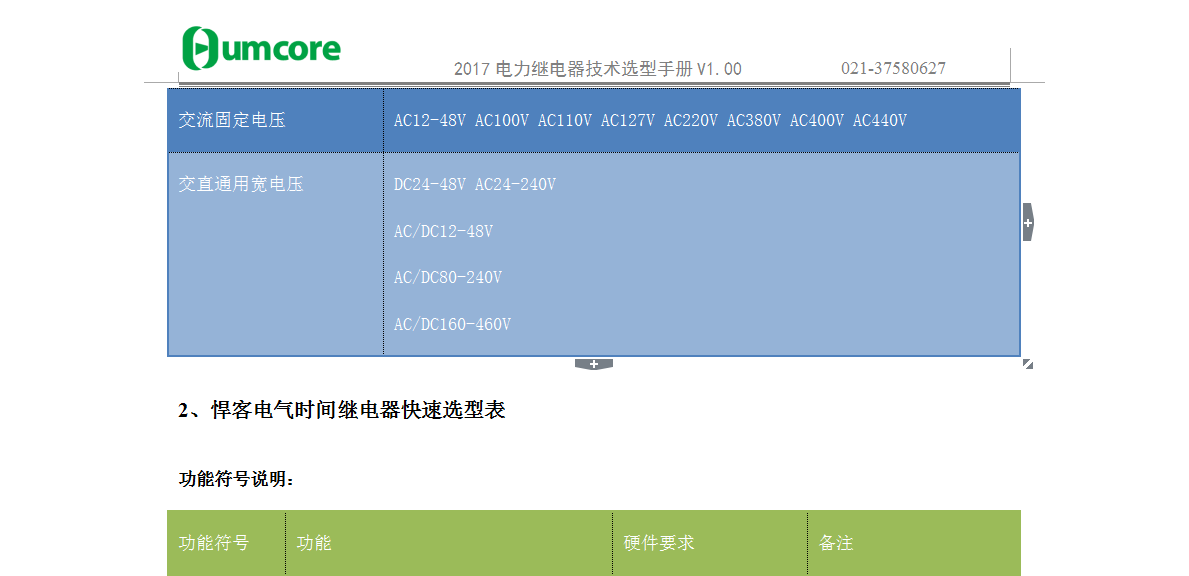 umcore
2017 电力继电器技术选型手册 V1.00 021-37580627
交流固定电压 AC12-48V AC100V AC110V AC127V AC220V AC380V AC400V AC440V
交直通用宽电压 DC24-48V AC24-240V
AC/DC12-48V
AC/DC80-240V
AC/DC160-460V
2、悍客电气时间继电器快速选型表
功能符号说明：
功能符号 功能 硬件要求 备注